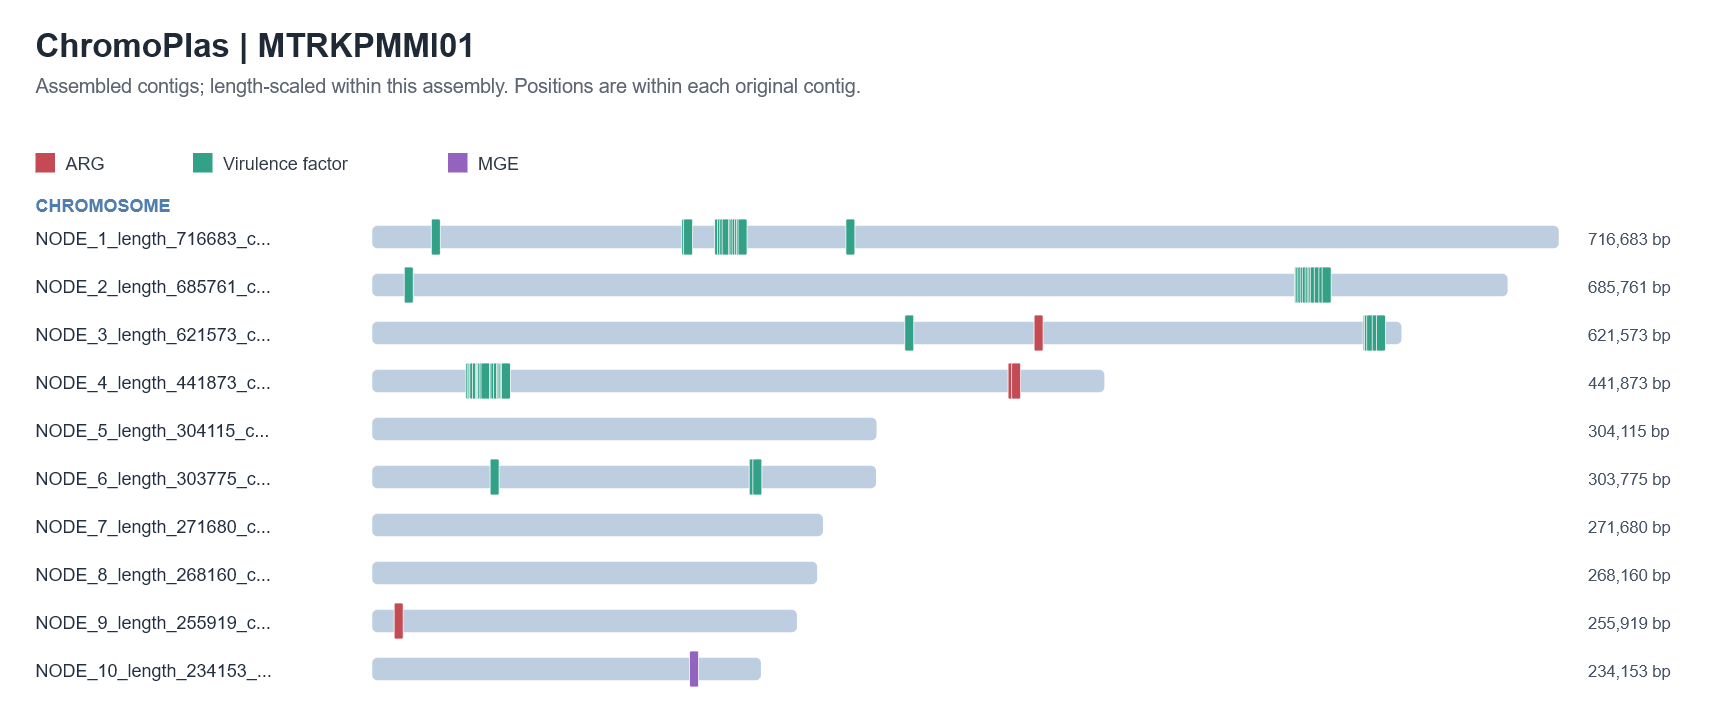 ChromoPlas | MTRKPMMI01
Assembled contigs; length-scaled within this assembly. Positions are within each original contig.
ARG Virulence factor MGE
CHROMOSOME
NODE_1_length_716683_c... 716,683 bp
NODE_2_length_685761_c... 685,761 bp
NODE_3_length_621573_c... 621,573 bp
NODE_4_length_441873_c... 441,873 bp
NODE_5_length_304115_c... 304,115 bp
NODE_6_length_303775_c... 303,775 bp
NODE_7_length_271680_c... 271,680 bp
NODE_8_length_268160_c... 268,160 bp
NODE_9_length_255919_c... 255,919 bp
NODE_10_length_234153_... 234,153 bp